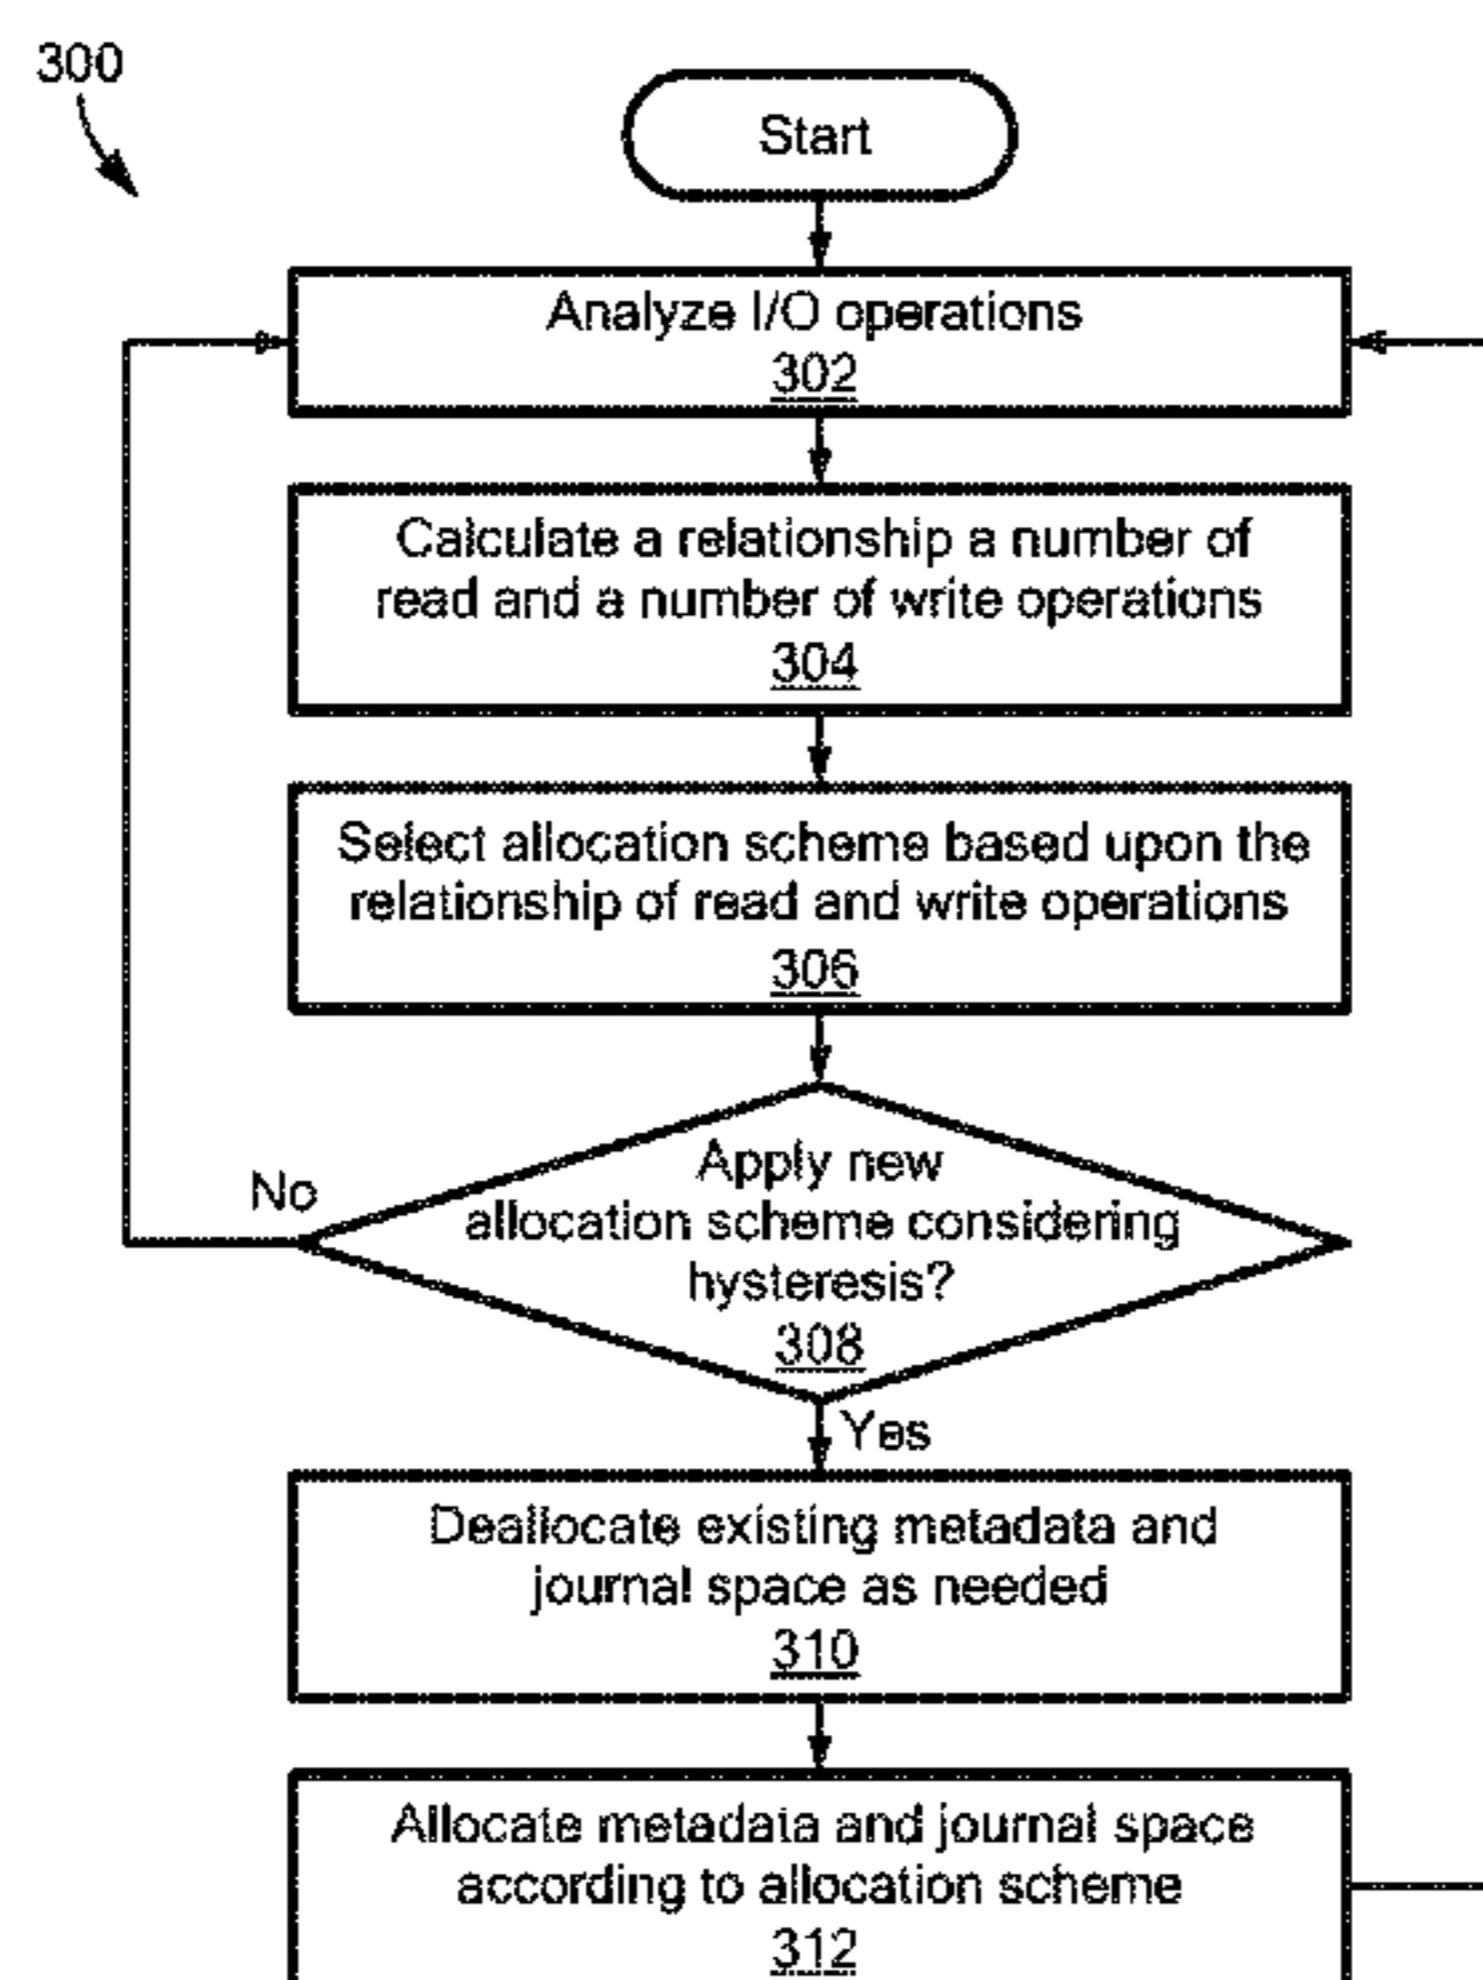 300
Start
Analyze I/O operations
302
Calculate a relationship a number of
read and a number of write operations
304
Select allocation scheme based upon the
relationship of read and write operations
306
Apply new
allocation scheme considering
hysteresis?
308
No
Yes
Deallocate existing metadata and
journal space as needed
310
Allocate metadata and journal space
according to allocation scheme
312